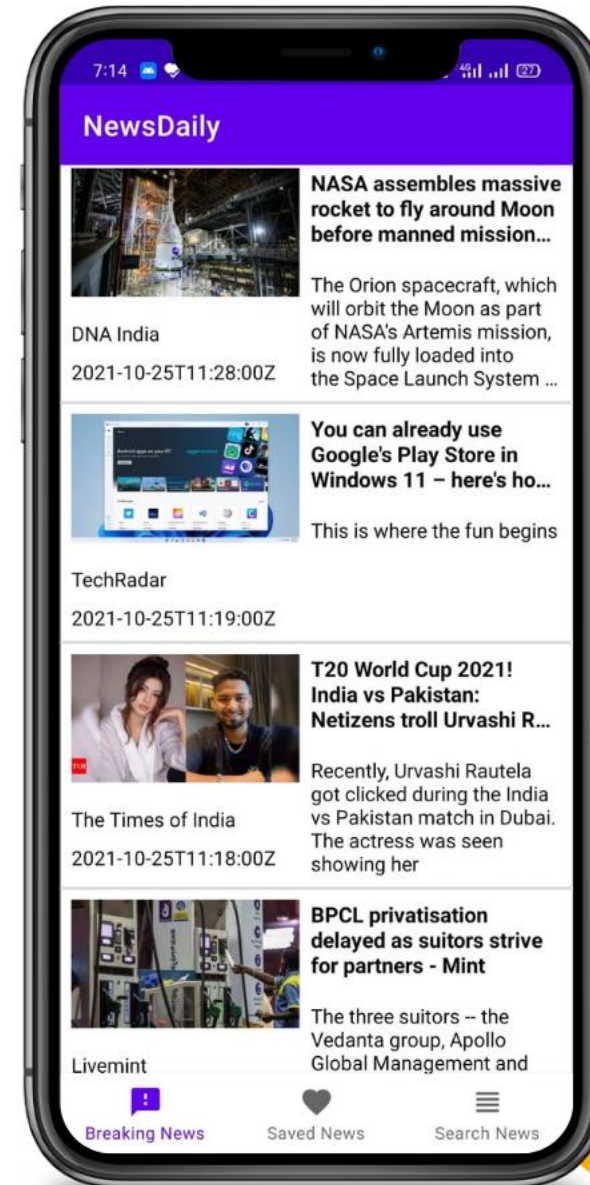 7:14
4G
27
NewsDaily
NASA assembles massive
rocket to fly around Moon
before manned mission...
The Orion spacecraft, which
will orbit the Moon as part
of NASA's Artemis mission,
is now fully loaded into
the Space Launch System ...
DNA India
2021-10-25T11:28:00Z
You can already use
Google's Play Store in
Windows 11 – here's ho...
This is where the fun begins
TechRadar
2021-10-25T11:19:00Z
T20 World Cup 2021!
India vs Pakistan:
Netizens troll Urvashi R...
Recently, Urvashi Rautela
got clicked during the India
vs Pakistan match in Dubai.
The actress was seen
showing her
TOI
The Times of India
2021-10-25T11:18:00Z
BPCL privatisation
delayed as suitors strive
for partners - Mint
The three suitors -- the
Vedanta group, Apollo
Global Management and
Livemint
Breaking News
Saved News
Search News